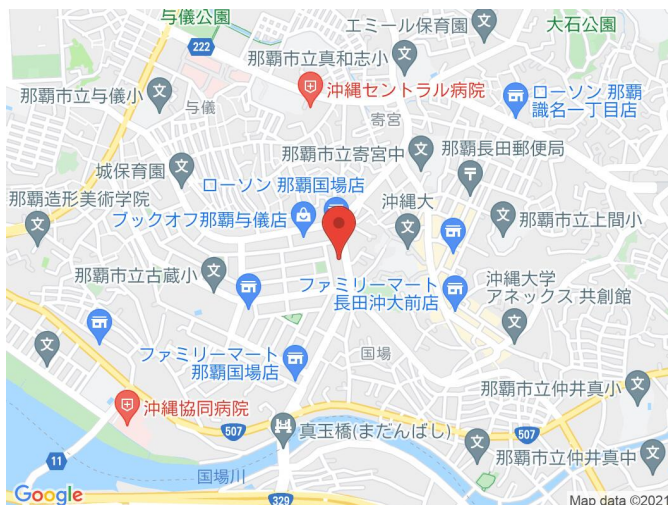 与儀公園
エミール保育園
大石公園
222
那覇市立真和志小
那覇市立与儀小
与儀
沖縄セントラル病院
ローソン 那覇
識名一丁目店
寄宮
那覇市立寄宮中
那覇長田郵便局
城保育園
那覇造形美術学院
ローソン 那覇国場店
沖縄大
ブックオフ那覇与儀店
那覇市立上間小
那覇市立古蔵小
ファミリーマート
長田沖大前店
沖縄大学
アネックス 共創館
国場
ファミリーマート
那覇国場店
那覇市立仲井真小
沖縄協同病院
507
真玉橋(まだんばし)
507
11
那覇市立仲井真中
国場川
Google
329
Map data ©2021